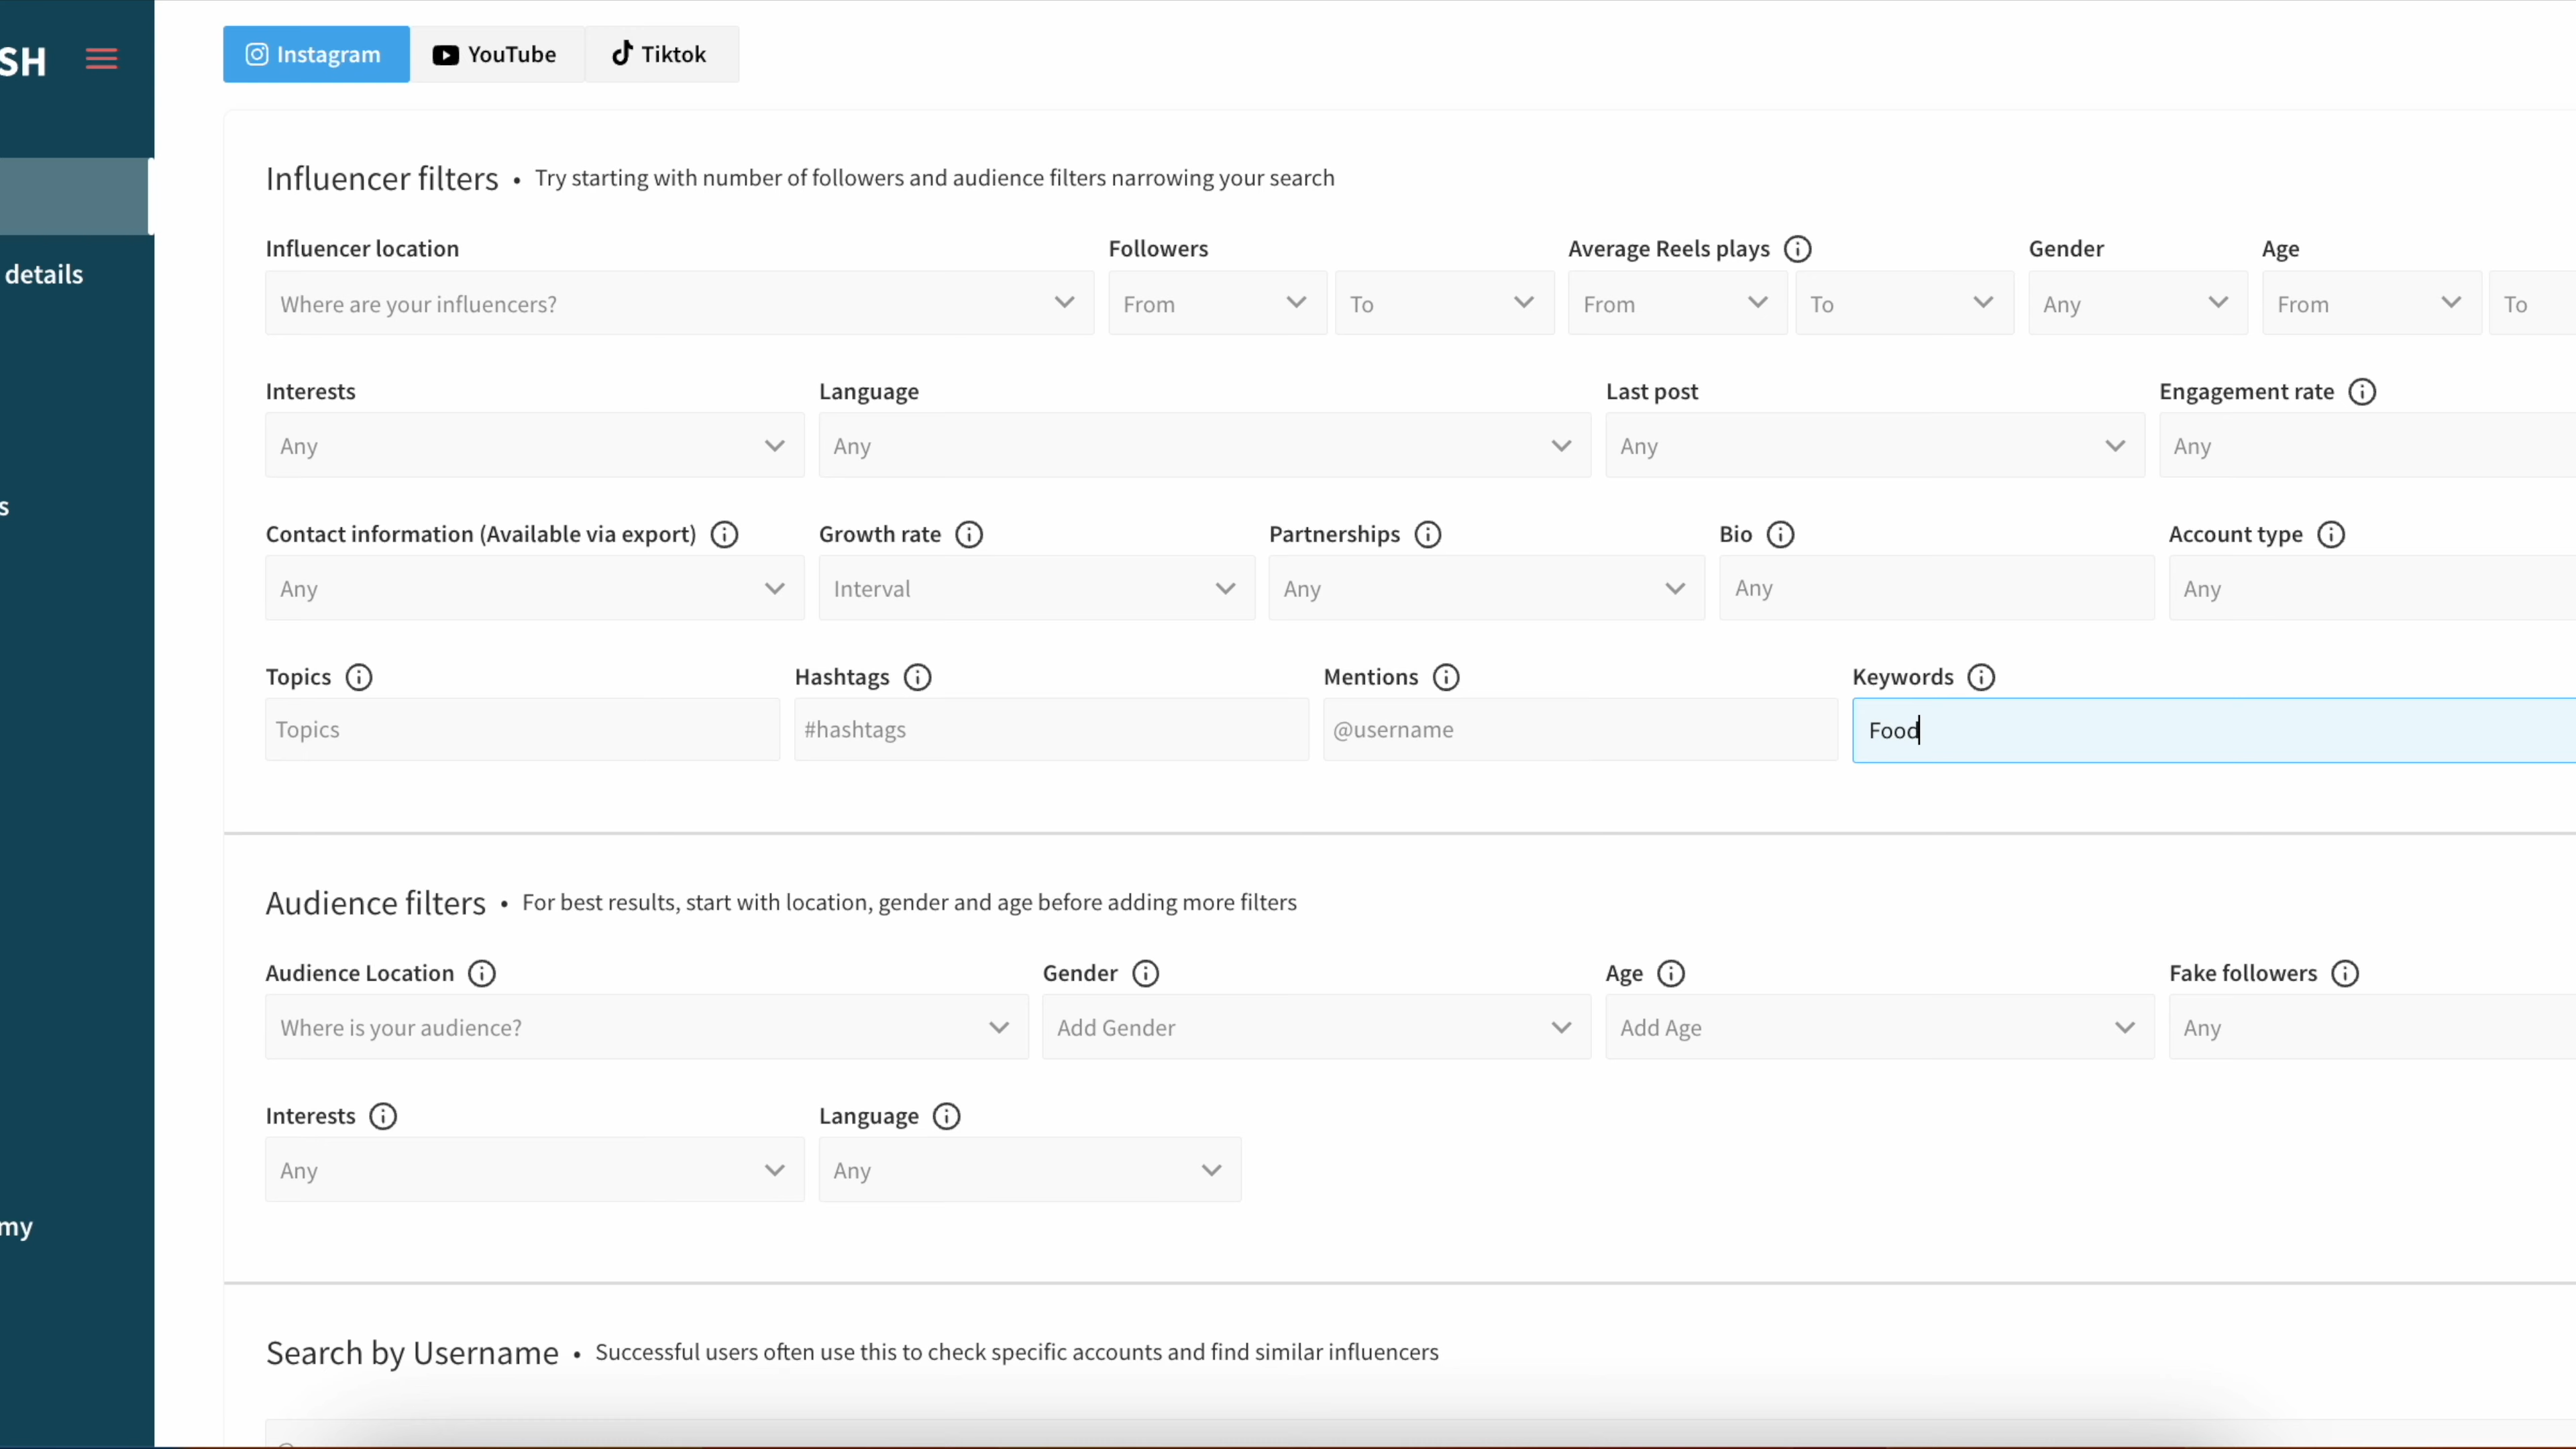 SH
Instagram YouTube Tiktok
Influencer filters • Try starting with number of followers and audience filters narrowing your search
Influencer location Followers Average Reels plays Gender Age
details
Where are your influencers? From To From To Any From To
Interests Language Last post Engagement rate
Any Any Any Any
s
Contact information (Available via export) Growth rate Partnerships Bio Account type
Any Interval Any Any Any
Topics Hashtags Mentions Keywords
Topics #hashtags @username Food
Audience filters • For best results, start with location, gender and age before adding more filters
Audience Location Gender Age Fake followers
Where is your audience? Add Gender Add Age Any
Interests Language
Any Any
my
Search by Username • Successful users often use this to check specific accounts and find similar influencers